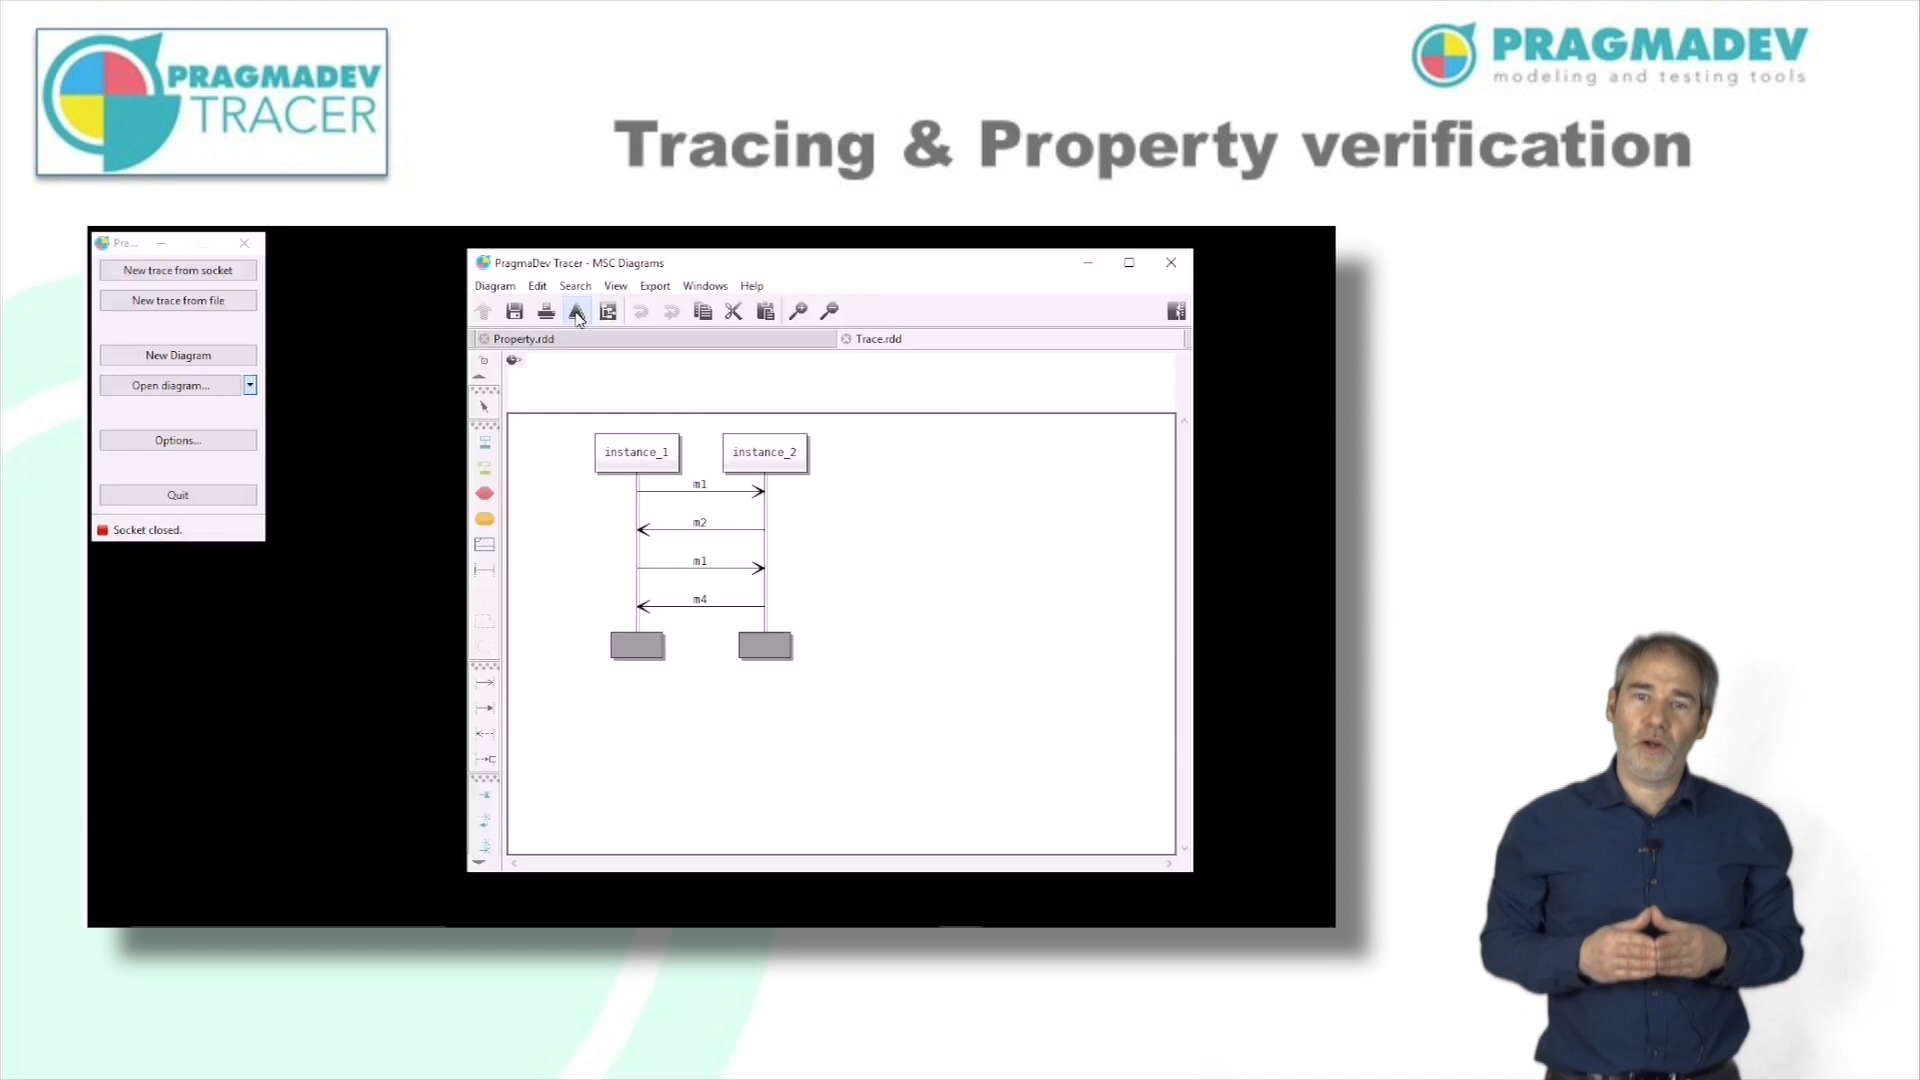 PRAGMADEV
TRACER
PRAGMADEV
modeling and testing tools
Tracing & Property verification
Pra...
New trace from socket
New trace from file
New Diagram
Open diagram...
Options...
Quit
Socket closed.
PragmaDev Tracer - MSC Diagrams
Diagram Edit Search View Export Windows Help
Property.rdd
Trace.rdd
instance_1
instance_2
m1
m2
m1
m4